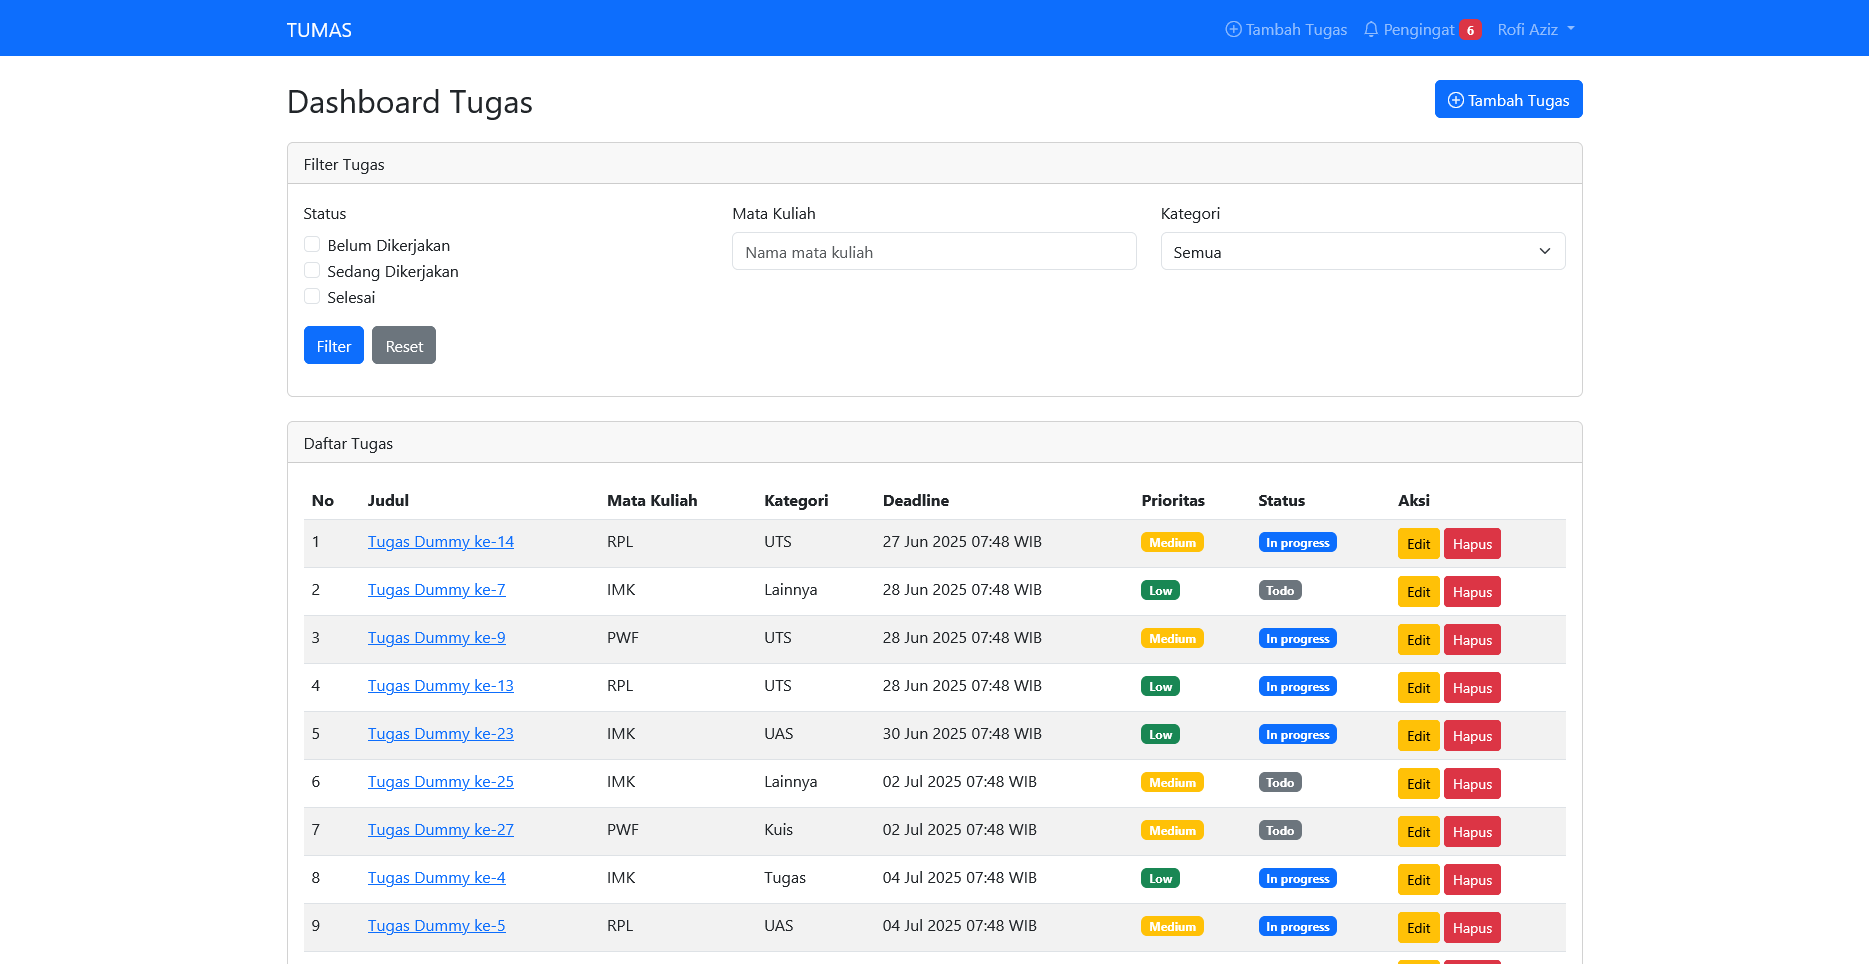 TUMAS Tambah Tugas Pengingat 6 Rofi Aziz
Dashboard Tugas Tambah Tugas
Filter Tugas
Status Mata Kuliah Kategori
Belum Dikerjakan Nama mata kuliah Semua
Sedang Dikerjakan
Selesai
Filter Reset
Daftar Tugas
No Judul Mata Kuliah Kategori Deadline Prioritas Status Aksi
1 Tugas Dummy ke-14 RPL UTS 27 Jun 2025 07:48 WIB Medium In progress Edit Hapus
2 Tugas Dummy ke-7 IMK Lainnya 28 Jun 2025 07:48 WIB Low Todo Edit Hapus
3 Tugas Dummy ke-9 PWF UTS 28 Jun 2025 07:48 WIB Medium In progress Edit Hapus
4 Tugas Dummy ke-13 RPL UTS 28 Jun 2025 07:48 WIB Low In progress Edit Hapus
5 Tugas Dummy ke-23 IMK UAS 30 Jun 2025 07:48 WIB Low In progress Edit Hapus
6 Tugas Dummy ke-25 IMK Lainnya 02 Jul 2025 07:48 WIB Medium Todo Edit Hapus
7 Tugas Dummy ke-27 PWF Kuis 02 Jul 2025 07:48 WIB Medium Todo Edit Hapus
8 Tugas Dummy ke-4 IMK Tugas 04 Jul 2025 07:48 WIB Low In progress Edit Hapus
9 Tugas Dummy ke-5 RPL UAS 04 Jul 2025 07:48 WIB Medium In progress Edit Hapus